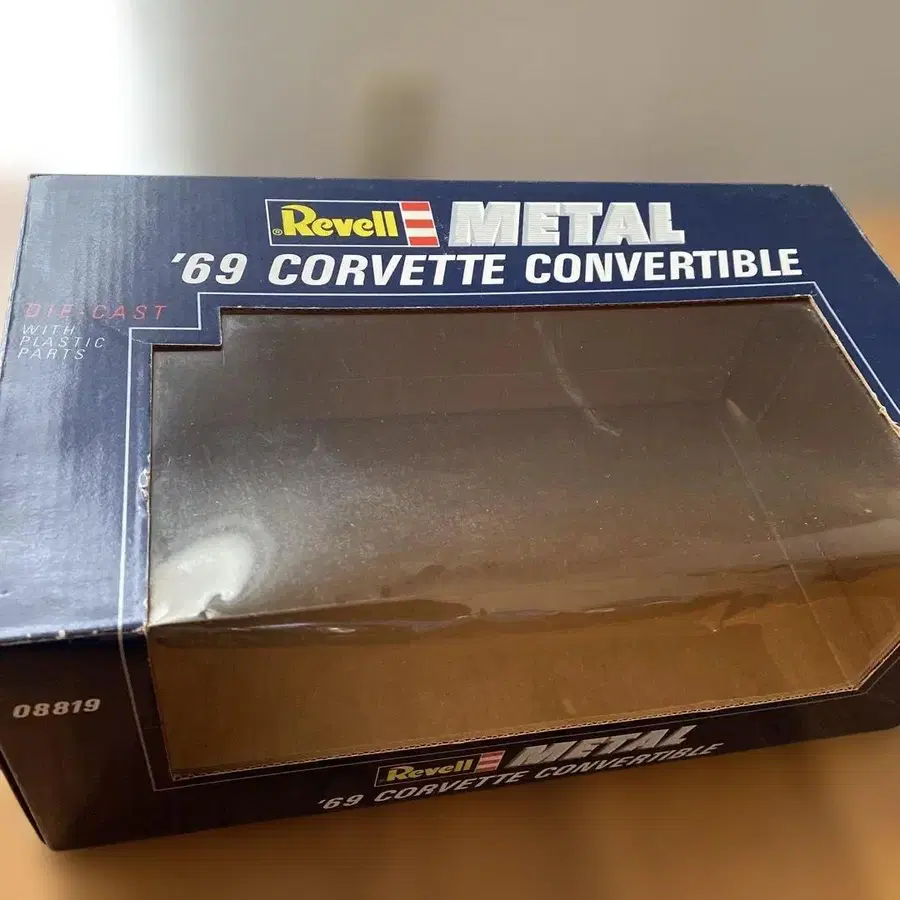 ®Revell METAL
'69 CORVETTE CONVERTIBLE
DIE-CAST
WITH
PLASTIC
PARTS
08819
Revell METAL
'69 CORVETTE CONVERTIBLE